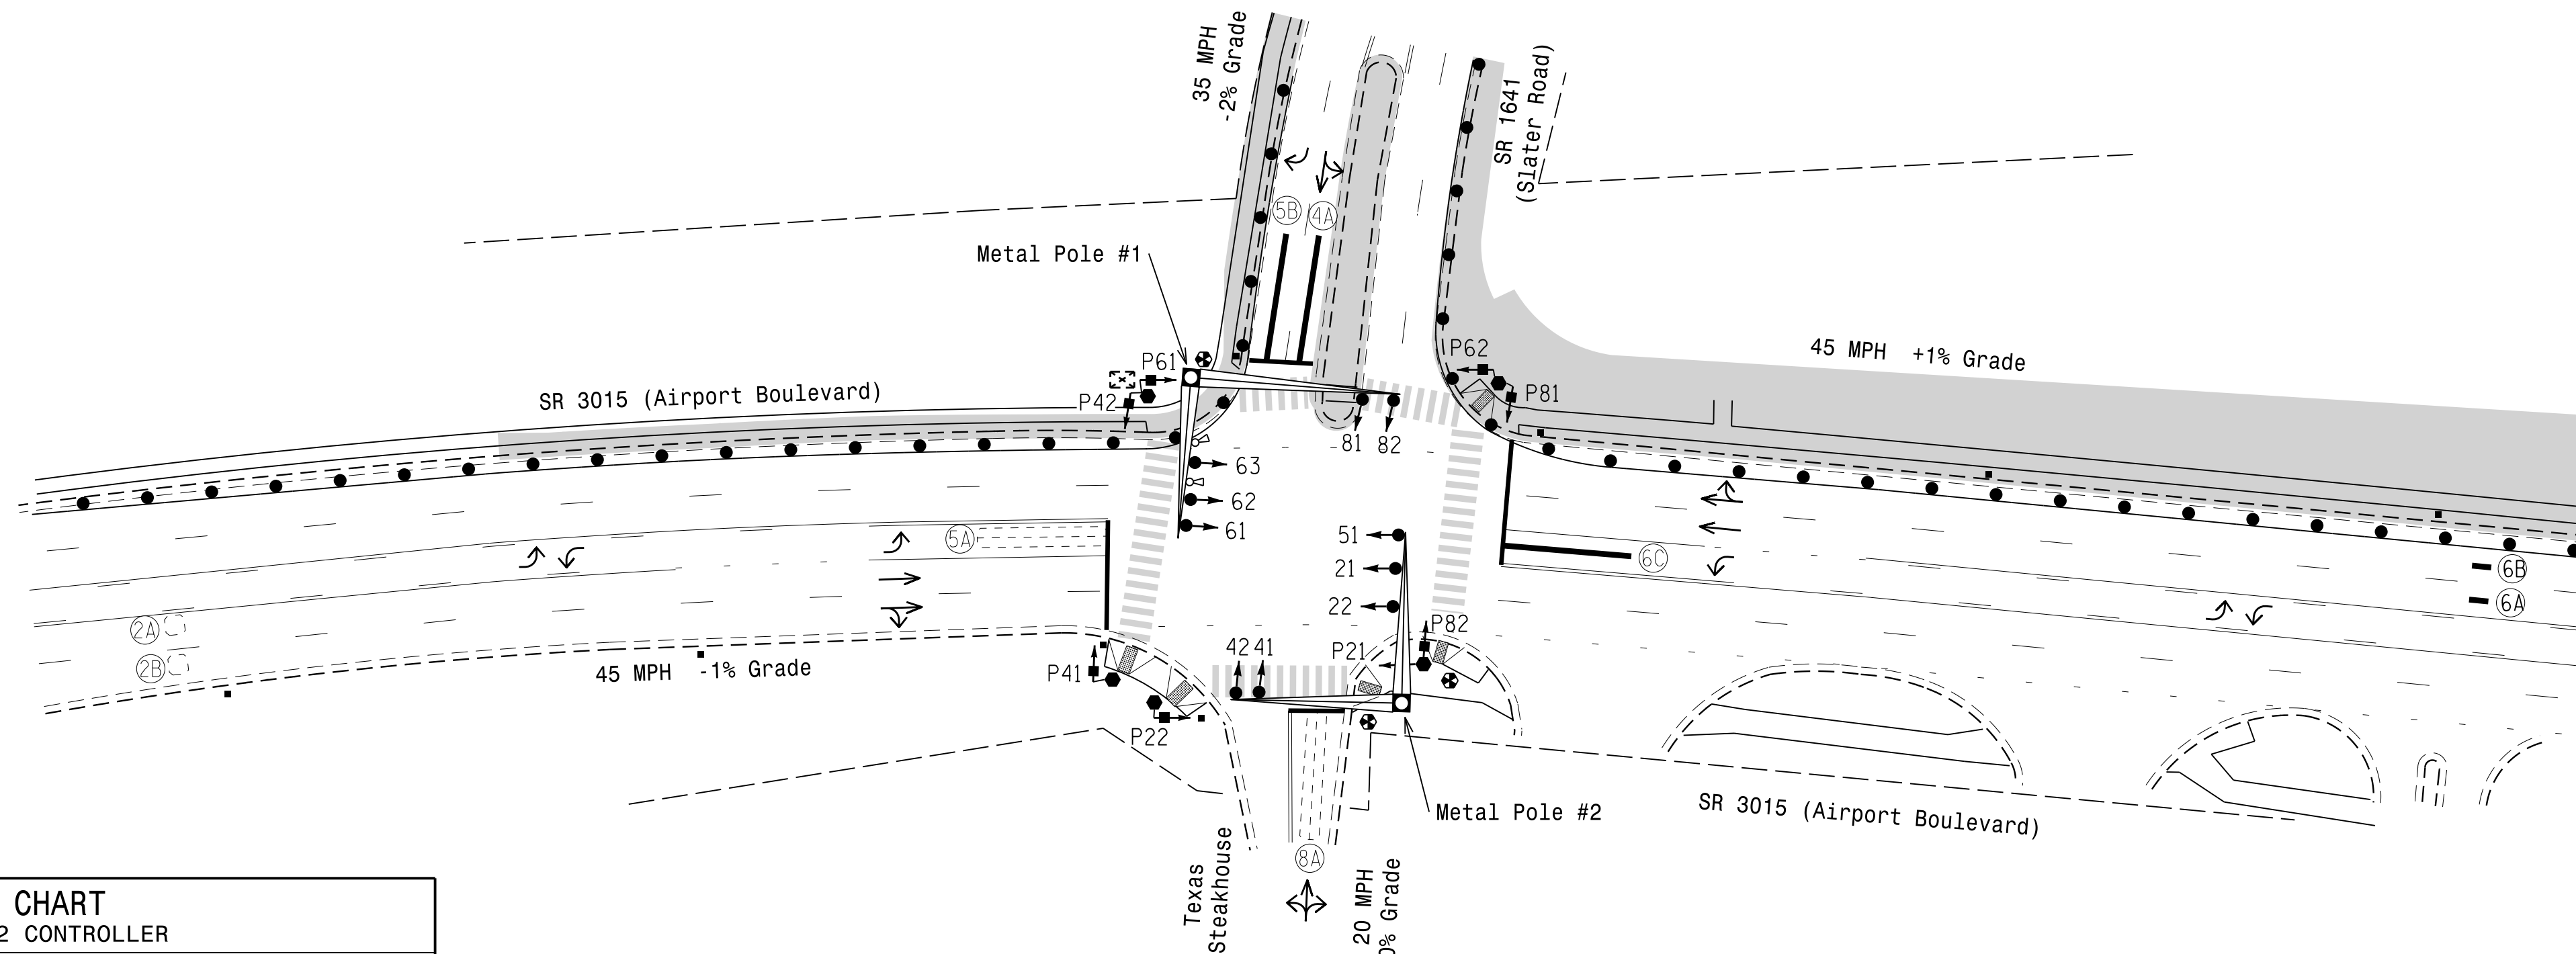 35 MPH
-2% Grade
SR 1641
(Slater Road)
5B
4A
Metal Pole #1
P61
P42
SR 3015 (Airport Boulevard)
P62
P81
45 MPH +1% Grade
81
82
63
62
61
5A
51
21
22
6C
6B
6A
2A
2B
45 MPH -1% Grade
P41
P22
42
41
P21
P82
Metal Pole #2
SR 3015 (Airport Boulevard)
8A
Texas
Steakhouse
20 MPH
0% Grade
CHART
2 CONTROLLER